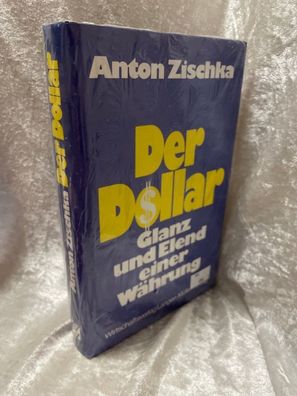 Anton Zischka
Der
D$llar
Glanz
und Elend
einer
Währung
Anton Zischka Der Dollar